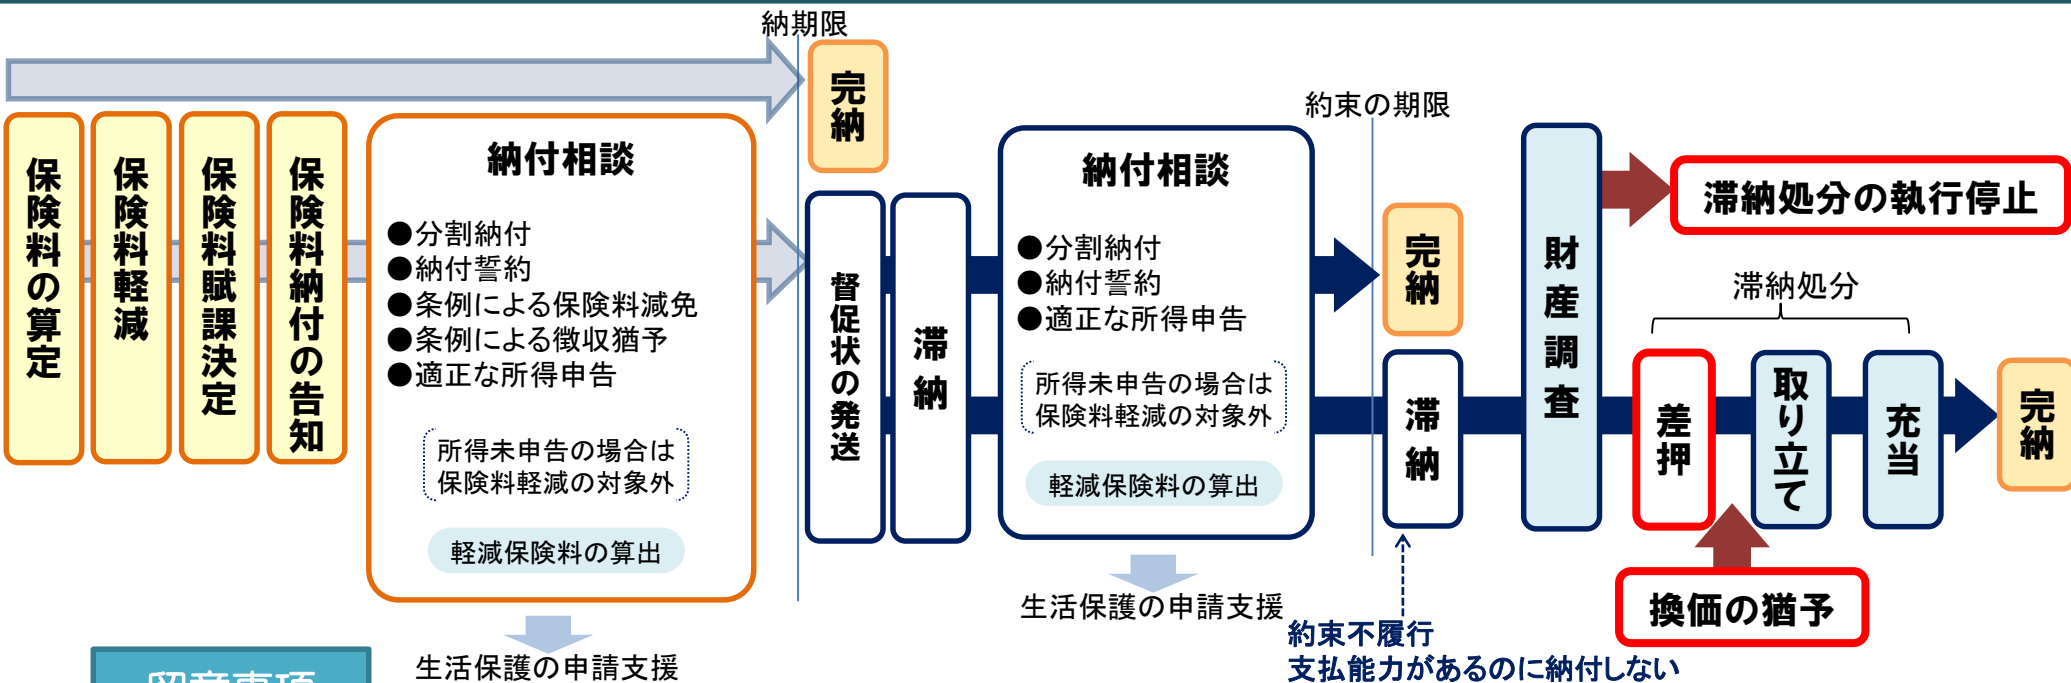 納期限
完納
保険料の算定
保険料軽減
保険料賦課決定
保険料納付の告知
納付相談
●分割納付
●納付誓約
●条例による保険料減免
●条例による徴収猶予
●適正な所得申告
所得未申告の場合は
保険料軽減の対象外
軽減保険料の算出
生活保護の申請支援
督促状の発送
滞納
納付相談
●分割納付
●納付誓約
●適正な所得申告
所得未申告の場合は
保険料軽減の対象外
軽減保険料の算出
生活保護の申請支援
約束の期限
完納
滞納
約束不履行
支払能力があるのに納付しない
財産調査
滞納処分の執行停止
滞納処分
差押
取り立て
充当
完納
換価の猶予
留意事項